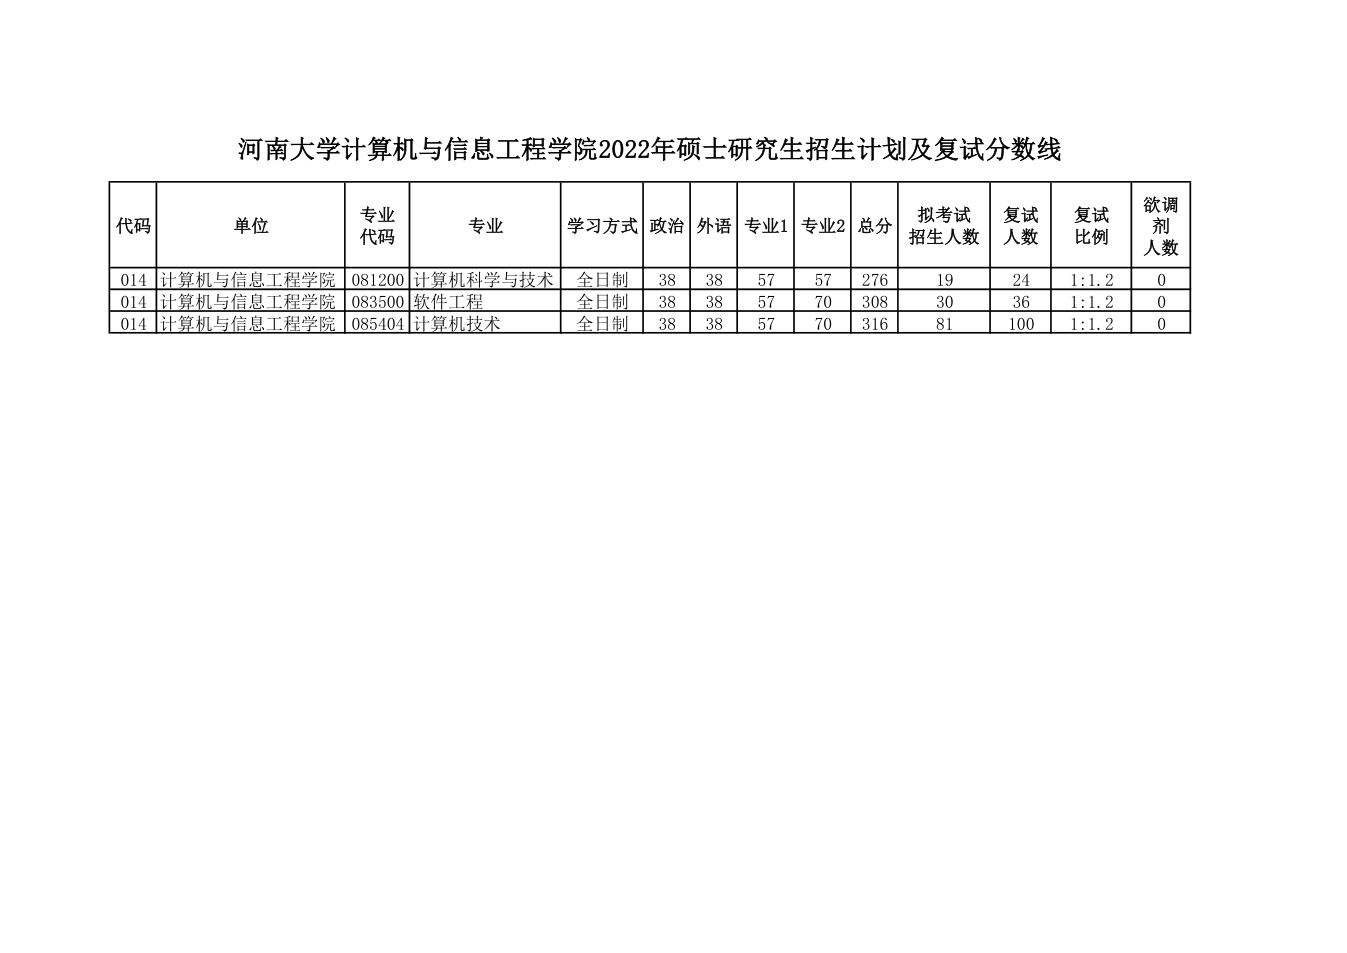 河南大学计算机与信息工程学院2022年硕士研究生招生计划及复试分数线
代码 单位 专业代码 专业 学习方式 政治 外语 专业1 专业2 总分 拟考试招生人数 复试人数 复试比例 欲调剂人数
014 计算机与信息工程学院 081200 计算机科学与技术 全日制 38 38 57 57 276 19 24 1:1.2 0
014 计算机与信息工程学院 083500 软件工程 全日制 38 38 57 70 308 30 36 1:1.2 0
014 计算机与信息工程学院 085404 计算机技术 全日制 38 38 57 70 316 81 100 1:1.2 0